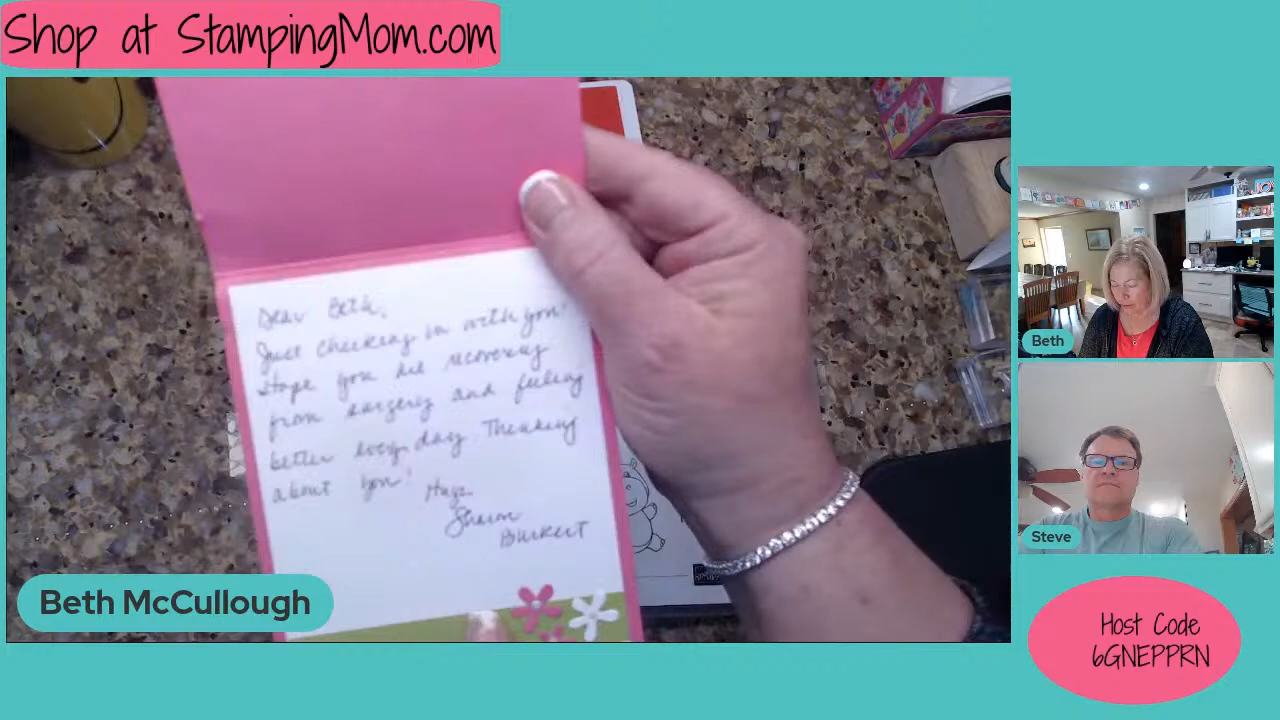 Shop at StampingMom.com
Dear Beth,
Just checking in with you!
Hope you are recovering
from surgery and feeling
better every day. Thinking
about you!
Hugs,
Sharon
Burkert
Beth McCullough
Beth
Steve
Host Code
6GNEPPRN